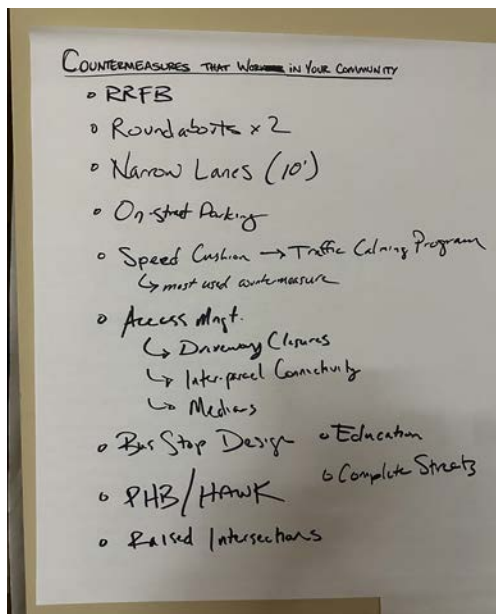 COUNTERMEASURES THAT WORK IN YOUR COMMUNITY
RRFB
Roundabouts x 2
Narrow Lanes (10')
On-street Parking
Speed Cushion → Traffic Calming Program
↳ most used countermeasure
Access Mngt.
↳ Driveway Closures
↳ Inter-parcel Connectivity
↳ Medians
Bus Stop Design
Education
Complete Streets
PHB/HAWK
Raised Intersections